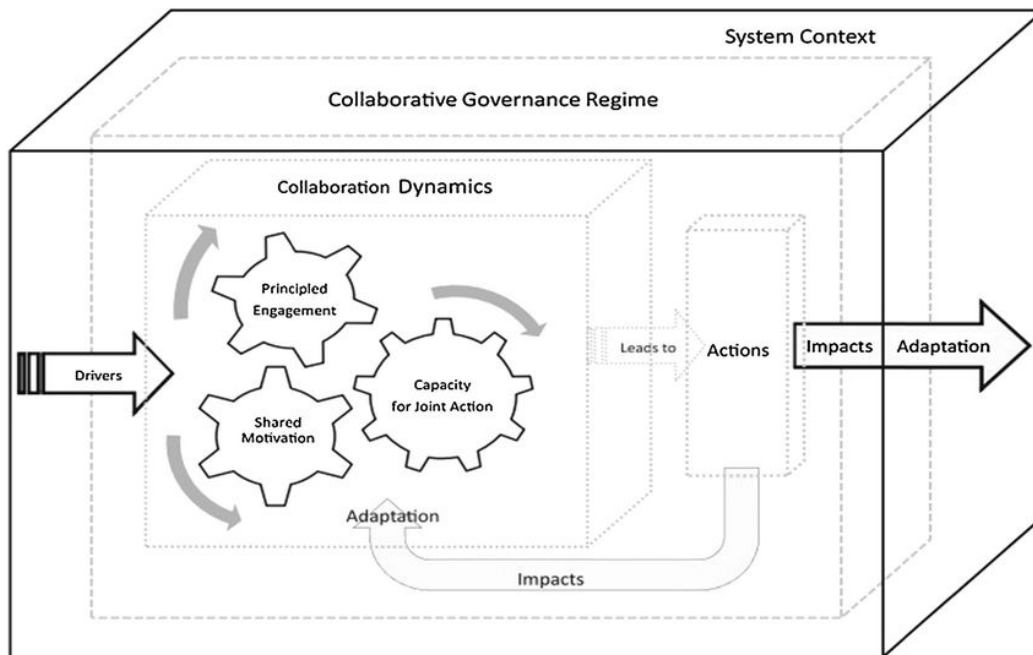 System Context
Collaborative Governance Regime
Collaboration Dynamics
Principled
Engagement
Drivers
Shared
Motivation
Capacity
for Joint Action
Leads to
Actions
Impacts
Adaptation
Adaptation
Impacts